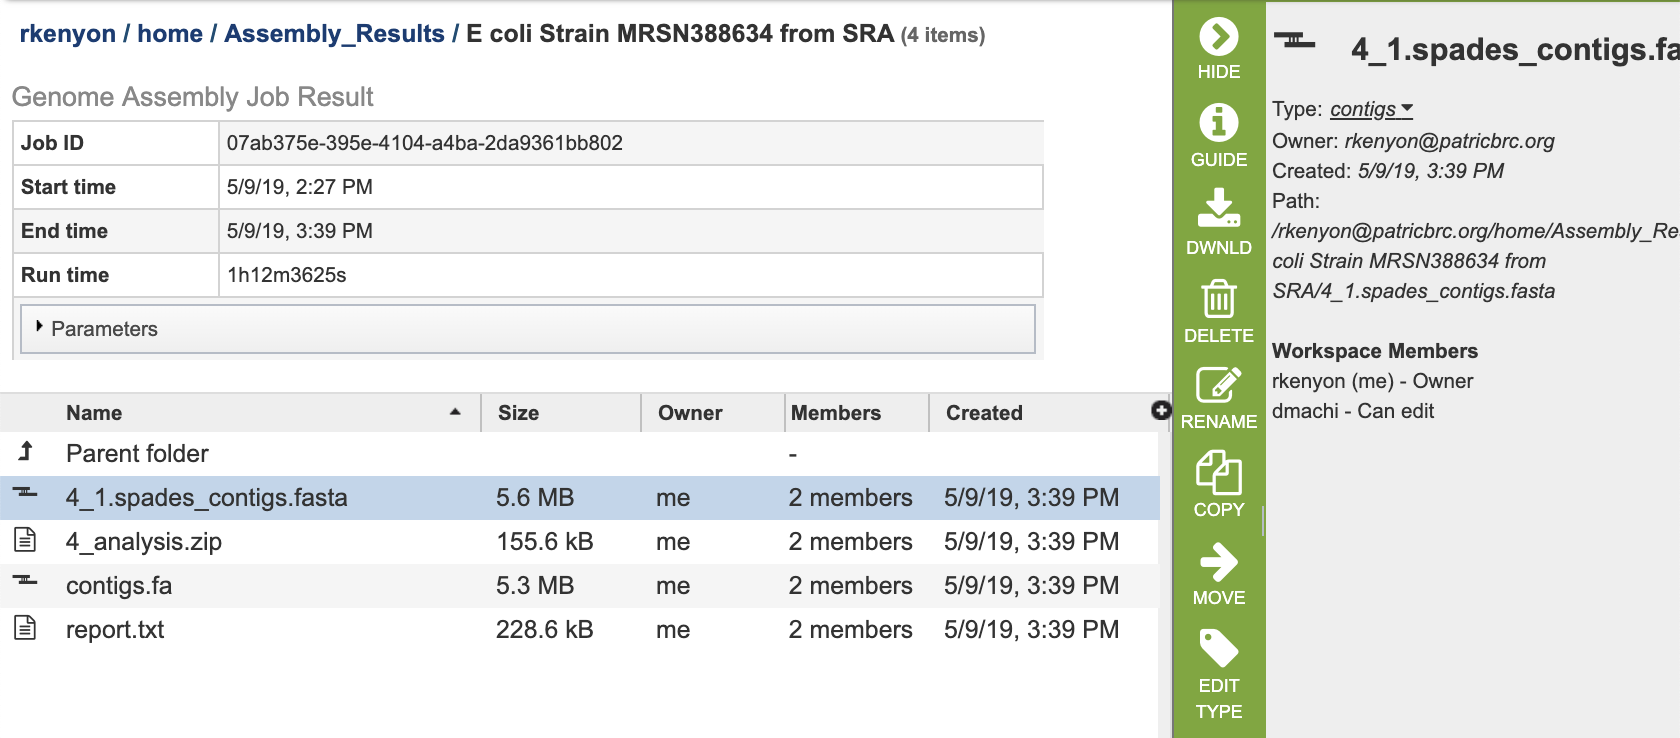 rkenyon / home / Assembly_Results / E coli Strain MRSN388634 from SRA (4 items)
Genome Assembly Job Result
Job ID 07ab375e-395e-4104-a4ba-2da9361bb802
Start time 5/9/19, 2:27 PM
End time 5/9/19, 3:39 PM
Run time 1h12m3625s
Parameters
Name Size Owner Members Created
Parent folder -
4_1.spades_contigs.fasta 5.6 MB me 2 members 5/9/19, 3:39 PM
4_analysis.zip 155.6 kB me 2 members 5/9/19, 3:39 PM
contigs.fa 5.3 MB me 2 members 5/9/19, 3:39 PM
report.txt 228.6 kB me 2 members 5/9/19, 3:39 PM
HIDE
GUIDE
DWNLD
DELETE
RENAME
COPY
MOVE
EDIT
TYPE
4_1.spades_contigs.fa
Type: contigs
Owner: rkenyon@patricbrc.org
Created: 5/9/19, 3:39 PM
Path:
/rkenyon@patricbrc.org/home/Assembly_Re
coli Strain MRSN388634 from
SRA/4_1.spades_contigs.fasta
Workspace Members
rkenyon (me) - Owner
dmachi - Can edit